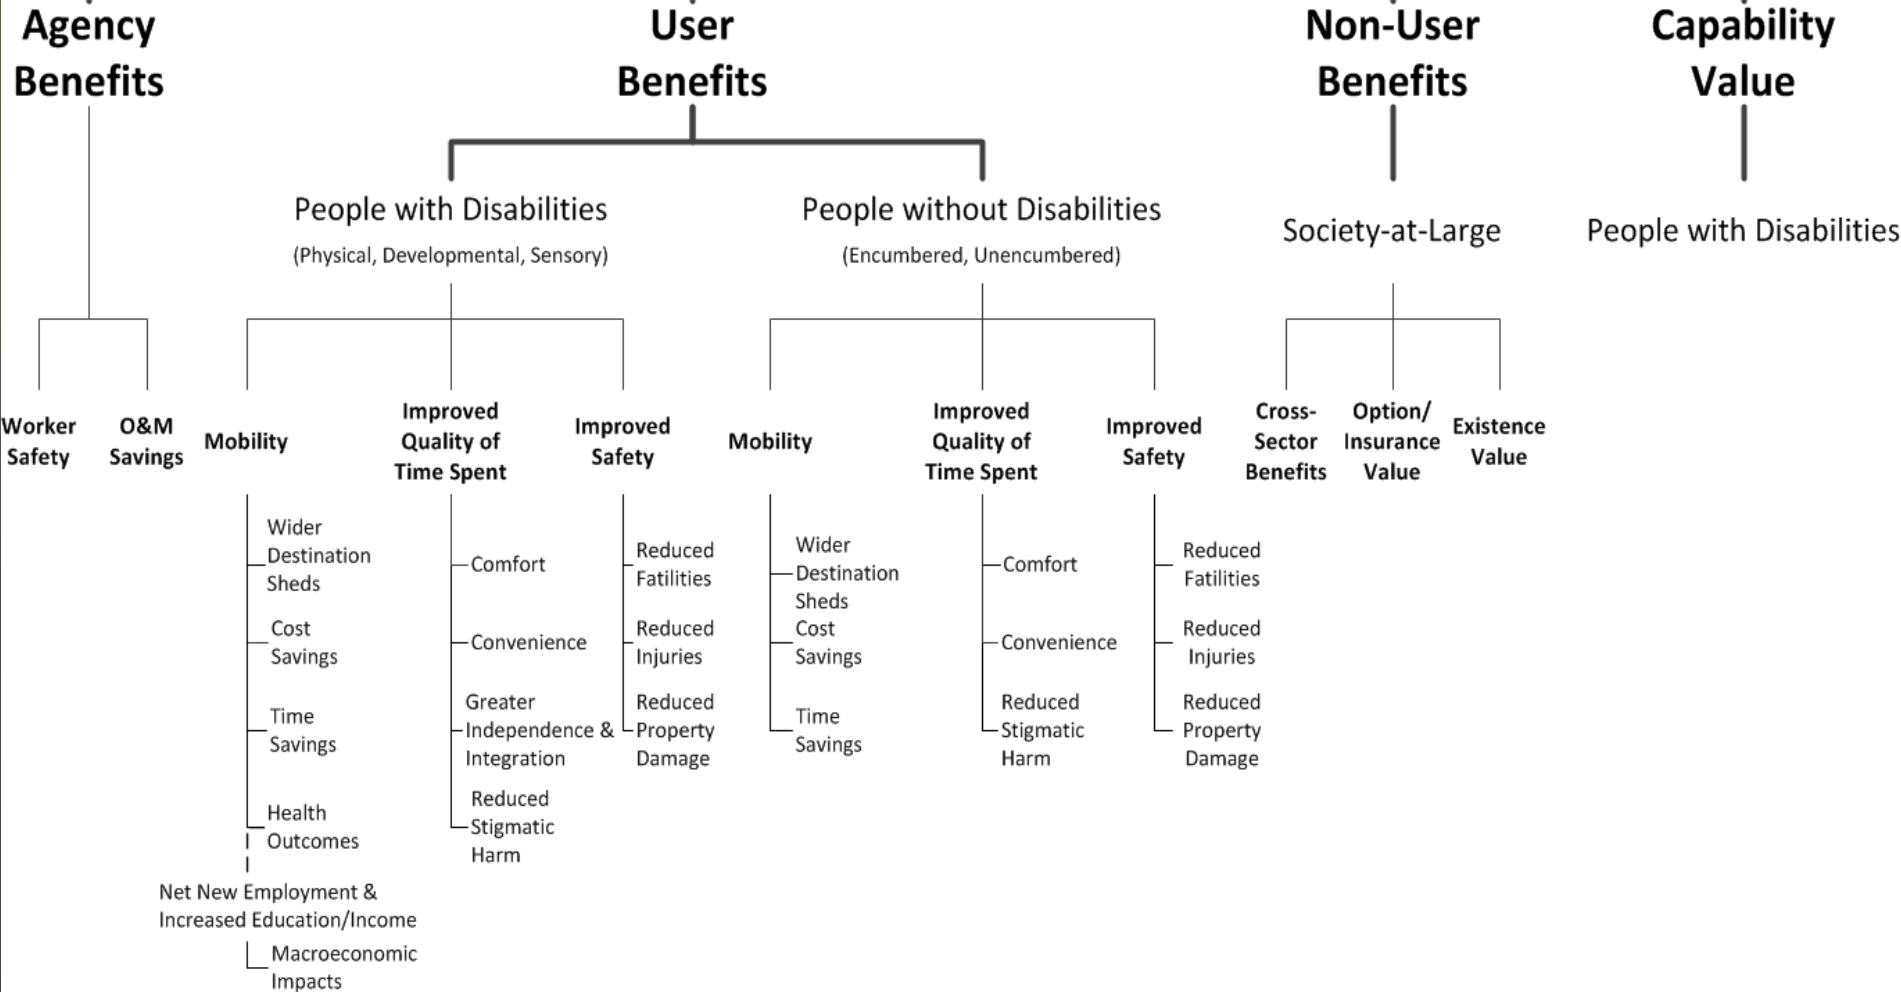 Agency
Benefits
User
Benefits
Non-User
Benefits
Capability
Value
People with Disabilities
(Physical, Developmental, Sensory)
People without Disabilities
(Encumbered, Unencumbered)
Society-at-Large
People with Disabilities
Worker
Safety
O&M
Savings
Mobility
Improved
Quality of
Time Spent
Improved
Safety
Mobility
Improved
Quality of
Time Spent
Improved
Safety
Cross-
Sector
Benefits
Option/
Insurance
Value
Existence
Value
Wider
Destination
Sheds
Cost
Savings
Time
Savings
Health
Outcomes
Net New Employment &
Increased Education/Income
Macroeconomic
Impacts
Comfort
Convenience
Greater
Independence &
Integration
Reduced
Stigmatic
Harm
Reduced
Fatilities
Reduced
Injuries
Reduced
Property
Damage
Wider
Destination
Sheds
Cost
Savings
Time
Savings
Comfort
Convenience
Reduced
Stigmatic
Harm
Reduced
Fatilities
Reduced
Injuries
Reduced
Property
Damage